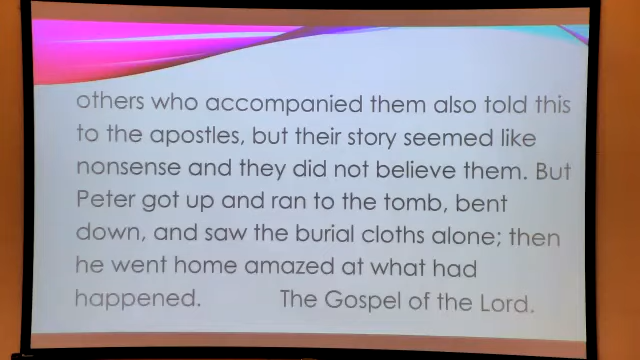 others who accompanied them also told this
to the apostles, but their story seemed like
nonsense and they did not believe them. But
Peter got up and ran to the tomb, bent
down, and saw the burial cloths alone; then
he went home amazed at what had
happened. The Gospel of the Lord.